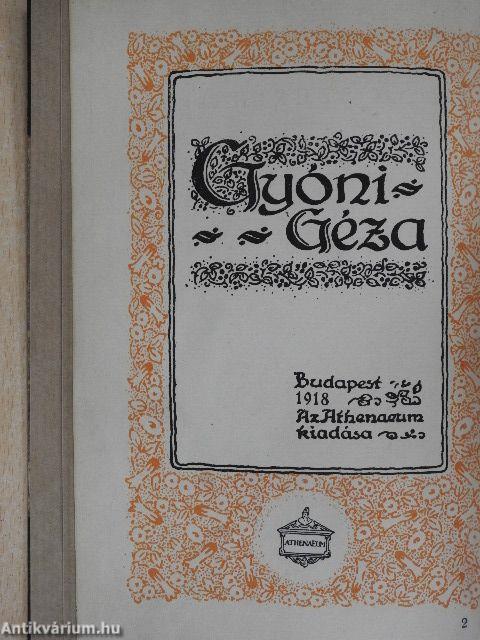 Gyóni
Géza
Budapest
1918
Az Athenaeum
kiadása
ATHENAEUM
2
Antikvárium.hu